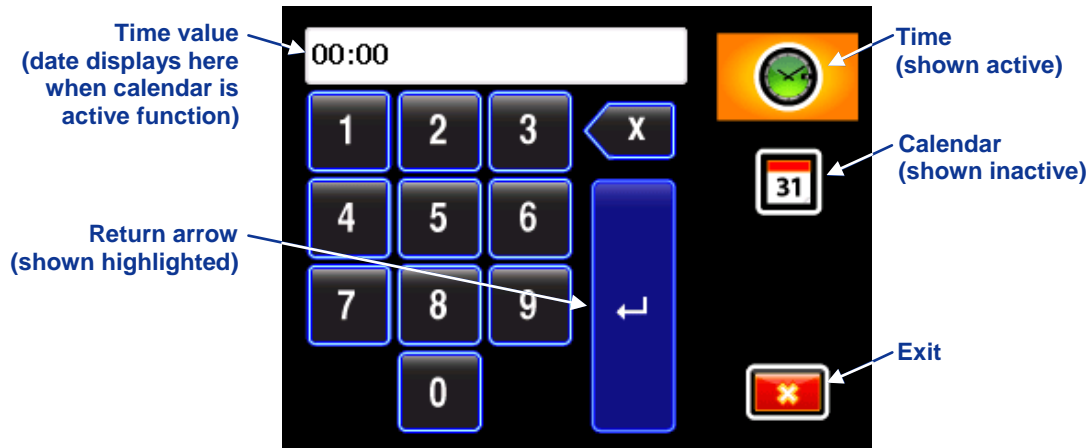 Time value
(date displays here
when calendar is
active function)
00:00
Time
(shown active)
1 2 3 X
Calendar
(shown inactive)
31
4 5 6
Return arrow
(shown highlighted)
7 8 9
Exit
0